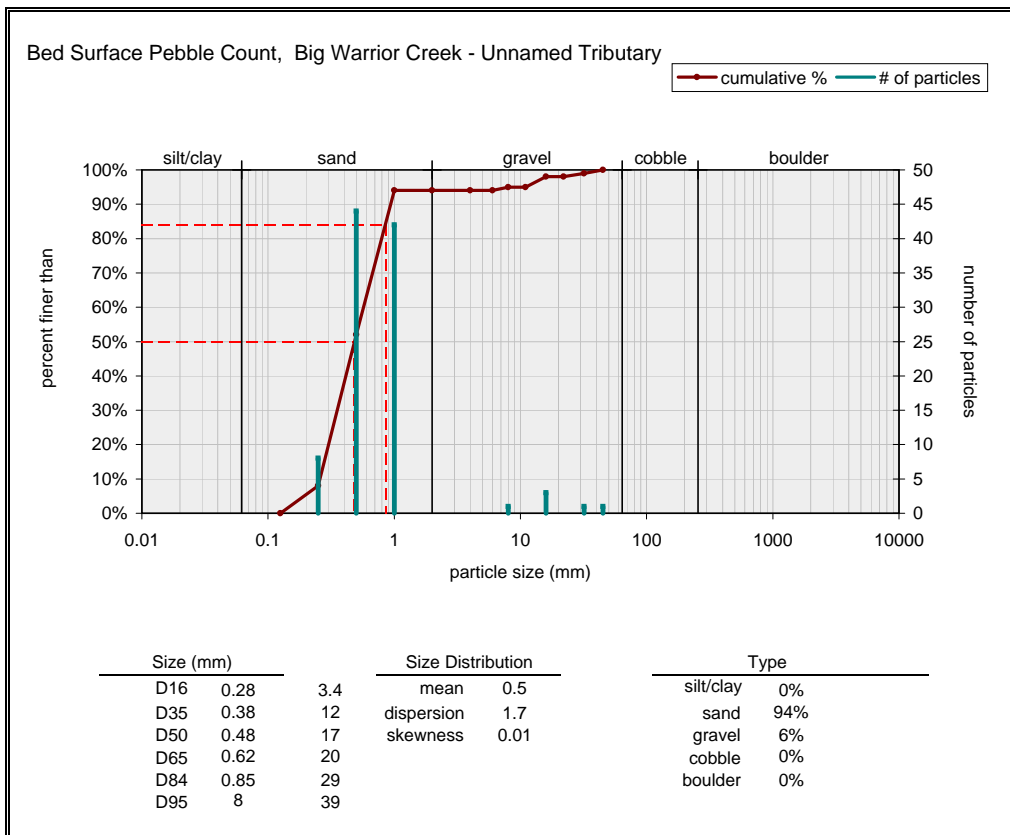 Bed Surface Pebble Count, Big Warrior Creek - Unnamed Tributary
cumulative % # of particles
silt/clay sand gravel cobble boulder
100% 50
90% 45
80% 40
70% 35
60% 30
50% 25
40% 20
30% 15
20% 10
10% 5
0% 0
percent finer than
number of particles
0.01 0.1 1 10 100 1000 10000
particle size (mm)
Size (mm) Size Distribution Type
D16 0.28 3.4 mean 0.5 silt/clay 0%
D35 0.38 12 dispersion 1.7 sand 94%
D50 0.48 17 skewness 0.01 gravel 6%
D65 0.62 20 cobble 0%
D84 0.85 29 boulder 0%
D95 8 39